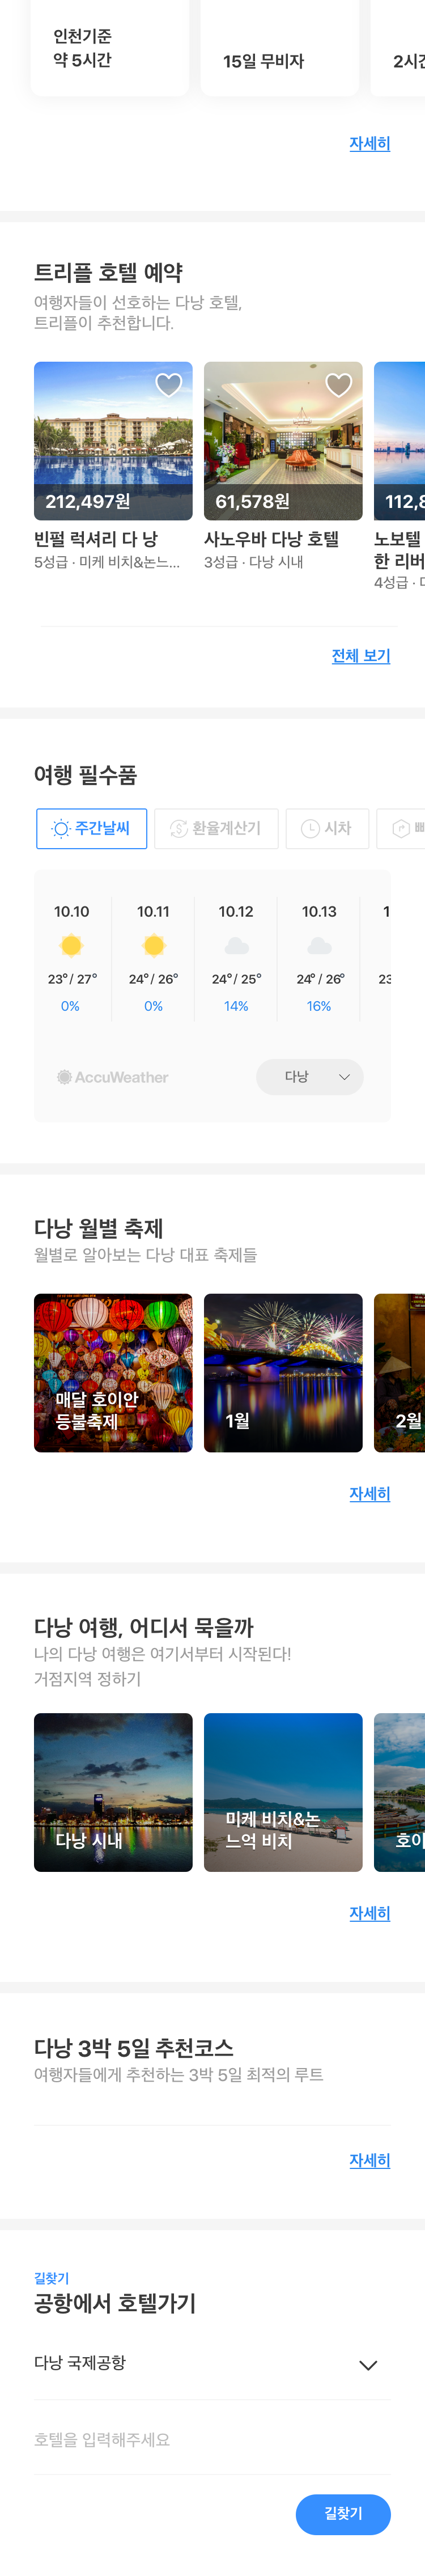 인천기준
약 5시간
15일 무비자
2시간
자세히
트리플 호텔 예약
여행자들이 선호하는 다낭 호텔,
트리플이 추천합니다.
212,497원
61,578원
112,8
빈펄 럭셔리 다 낭
사노우바 다낭 호텔
노보텔
5성급 · 미케 비치&논느...
3성급 · 다낭 시내
한 리버
4성급 · 다
전체 보기
여행 필수품
주간날씨
환율계산기
시차
10.10
10.11
10.12
10.13
1
23º / 27º
24º / 26º
24º / 25º
24º / 26º
23
0%
0%
14%
16%
AccuWeather
다낭
다낭 월별 축제
월별로 알아보는 다낭 대표 축제들
매달 호이안
등불축제
1월
2월
자세히
다낭 여행, 어디서 묵을까
나의 다낭 여행은 여기서부터 시작된다!
거점지역 정하기
다낭 시내
미케 비치&논
느억 비치
호이
자세히
다낭 3박 5일 추천코스
여행자들에게 추천하는 3박 5일 최적의 루트
자세히
길찾기
공항에서 호텔가기
다낭 국제공항
호텔을 입력해주세요
길찾기